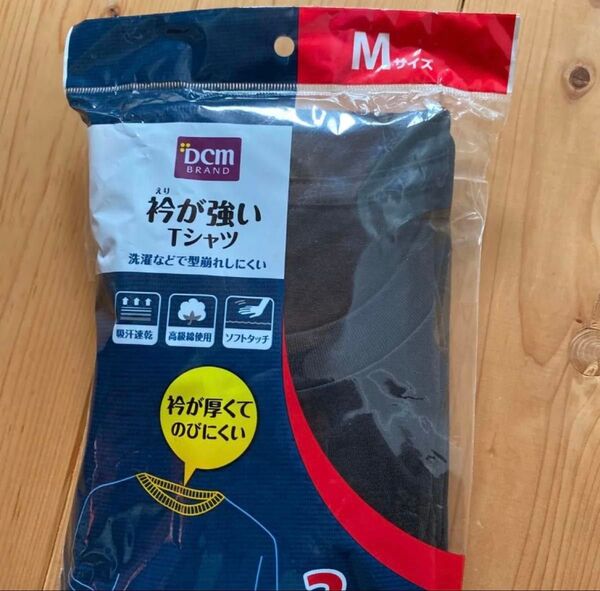 Mサイズ
DCM
BRAND
えり
衿が強い
Tシャツ
洗濯などで型崩れしにくい
吸汗速乾
高級綿使用
ソフトタッチ
衿が厚くて
のびにくい